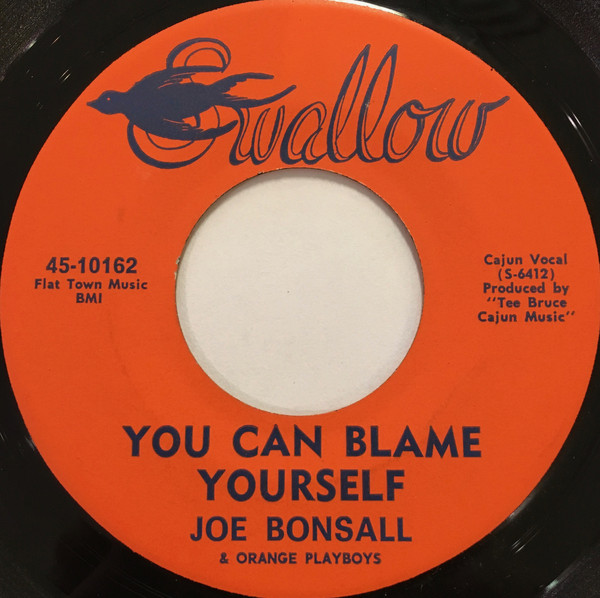 Swallow
45-10162
Flat Town Music
BMI
Cajun Vocal
(S-6412)
Produced by
"Tee Bruce
Cajun Music"
YOU CAN BLAME
YOURSELF
JOE BONSALL
& ORANGE PLAYBOYS